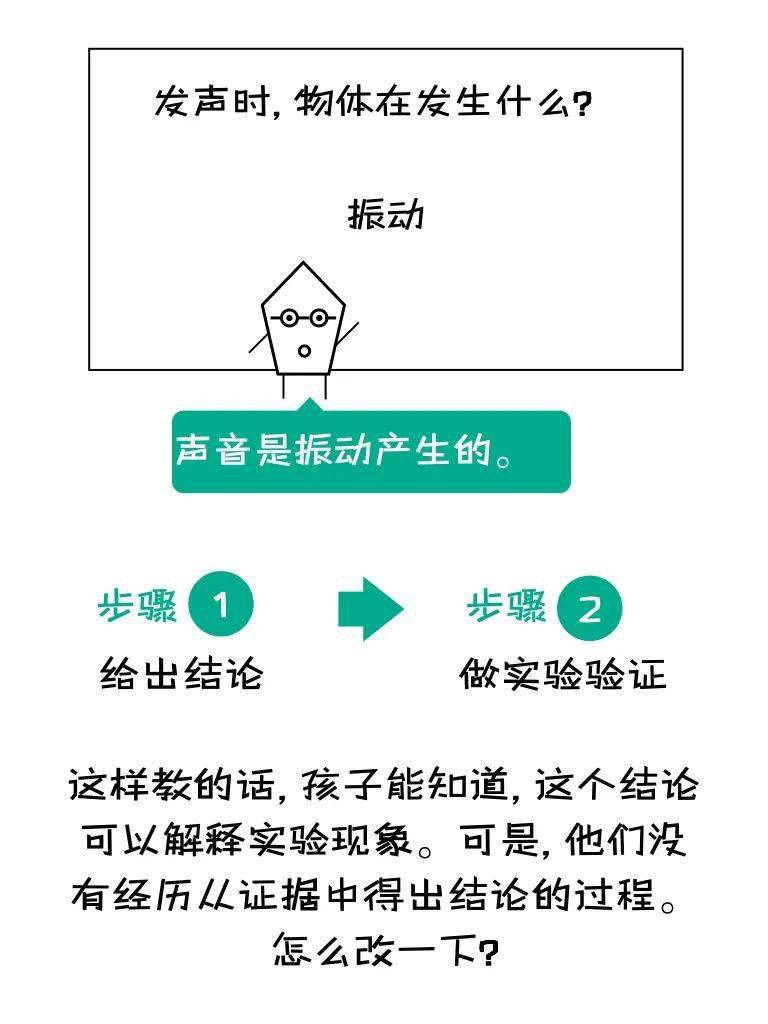 发声时, 物体在发生什么?
振动
声音是振动产生的。
步骤 1
步骤 2
给出结论
做实验验证
这样教的话, 孩子能知道, 这个结论
可以解释实验现象。可是, 他们没
有经历从证据中得出结论的过程。
怎么改一下?